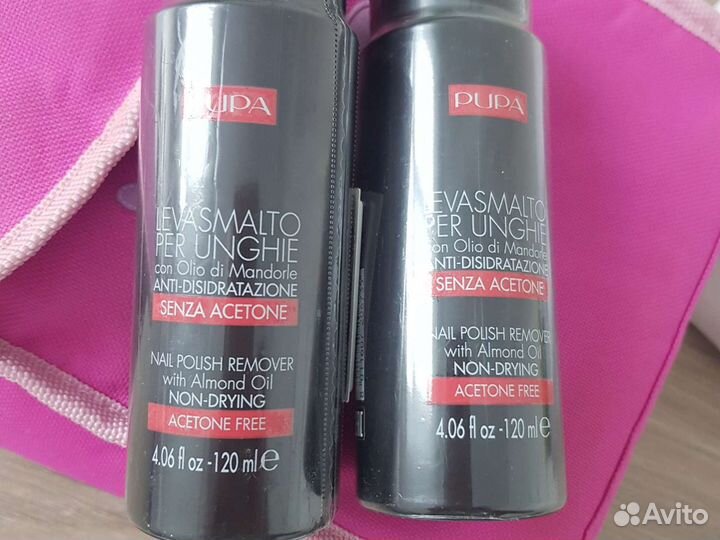 PUPA
LEVASMALTO
PER UNGHIE
con Olio di Mandorle
ANTI-DISIDRATAZIONE
SENZA ACETONE
NAIL POLISH REMOVER
with Almond Oil
NON-DRYING
ACETONE FREE
4.06 fl oz - 120 ml ℮
PUPA
LEVASMALTO
PER UNGHIE
con Olio di Mandorle
ANTI-DISIDRATAZIONE
SENZA ACETONE
NAIL POLISH REMOVER
with Almond Oil
NON-DRYING
ACETONE FREE
4.06 fl oz - 120 ml ℮
Avito